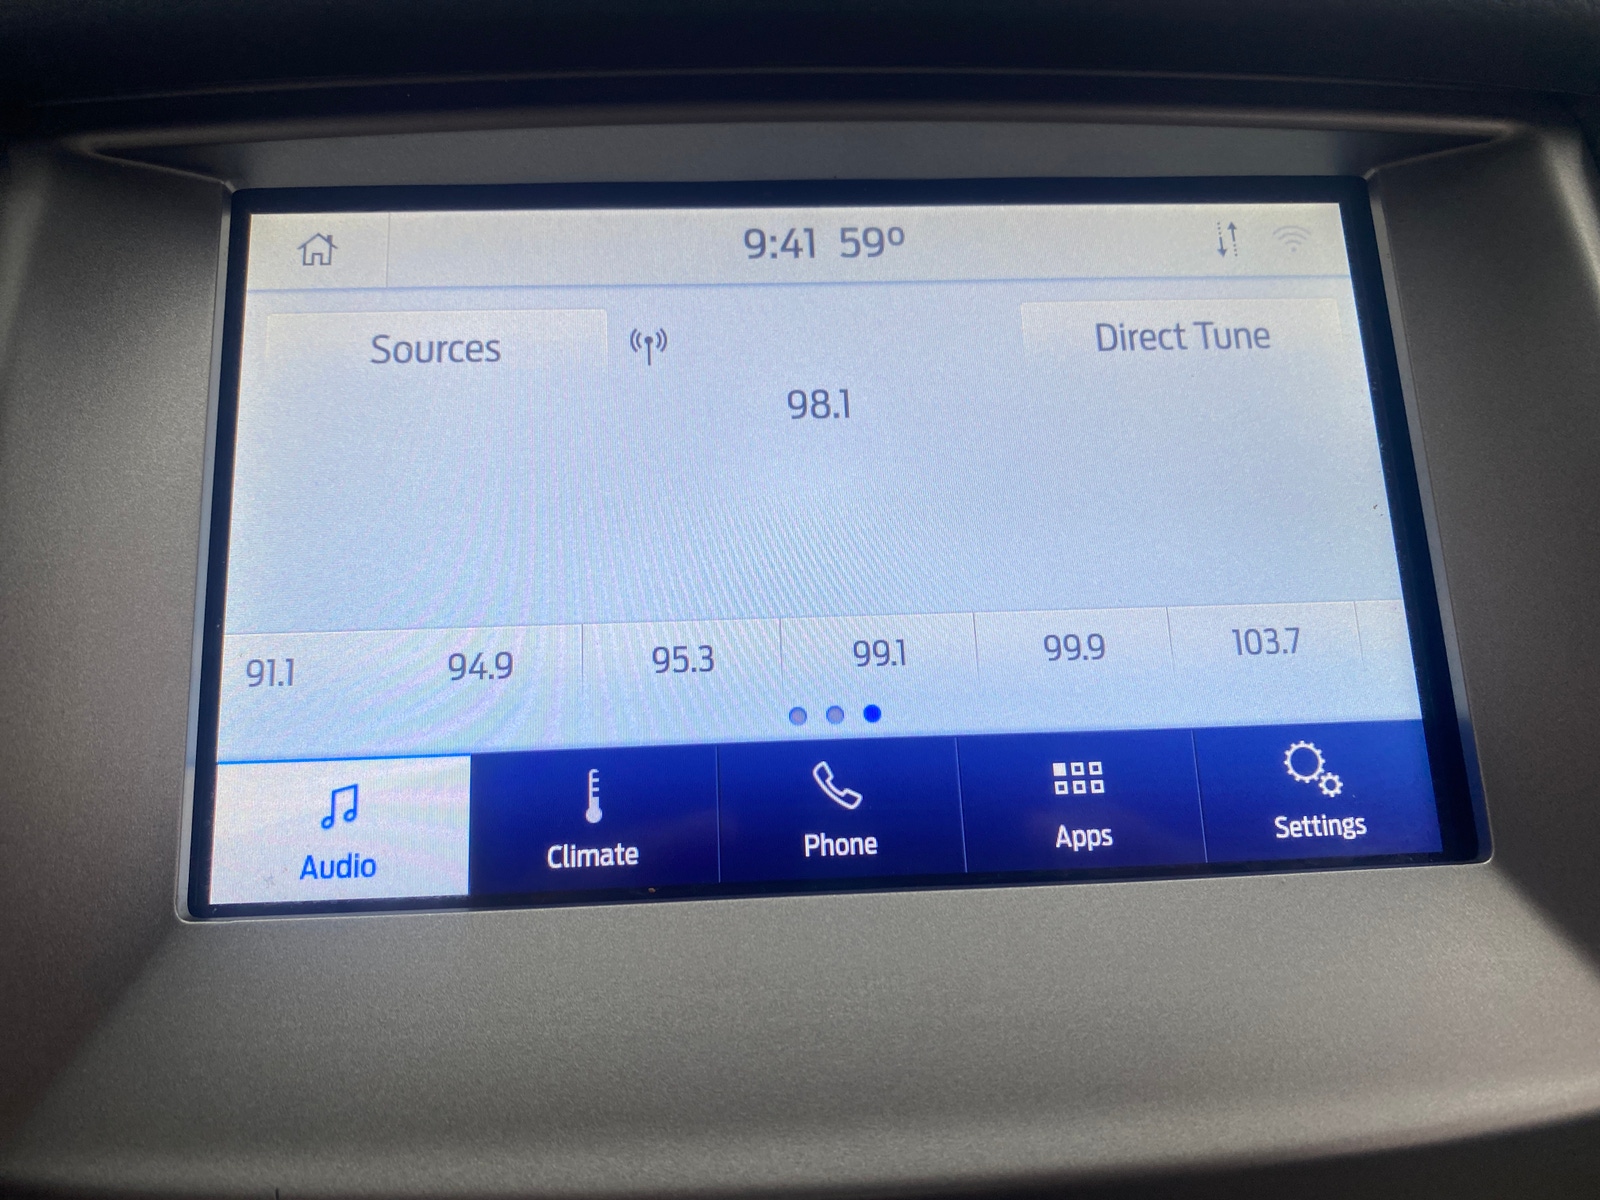 9:41 59°
Sources
Direct Tune
98.1
91.1 94.9 95.3 99.1 99.9 103.7
Audio Climate Phone Apps Settings